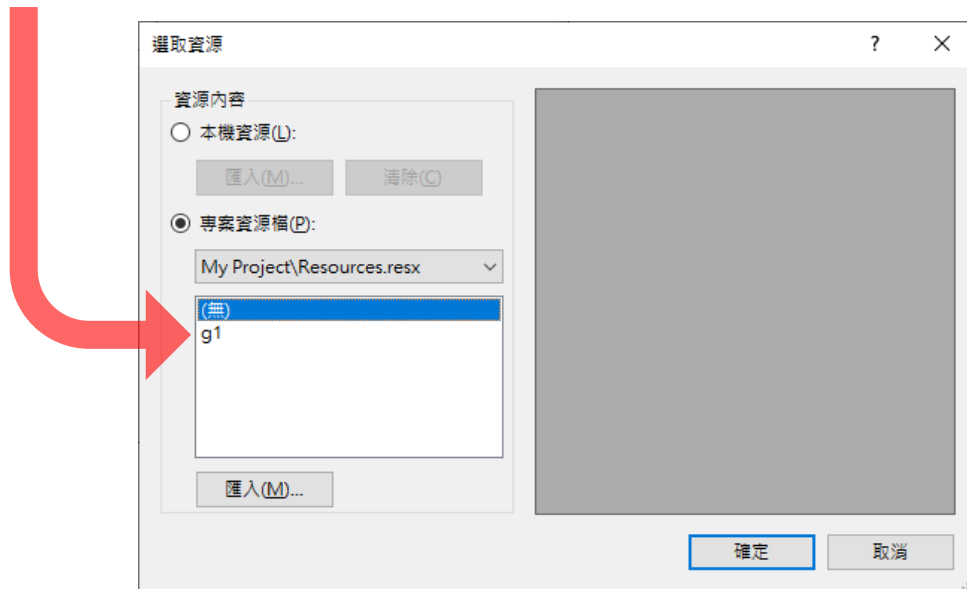 選取資源
?
資源內容
本機資源(L):
匯入(M)... 清除(C)
專案資源檔(P):
My Project\Resources.resx
(無)
g1
匯入(M)...
確定 取消